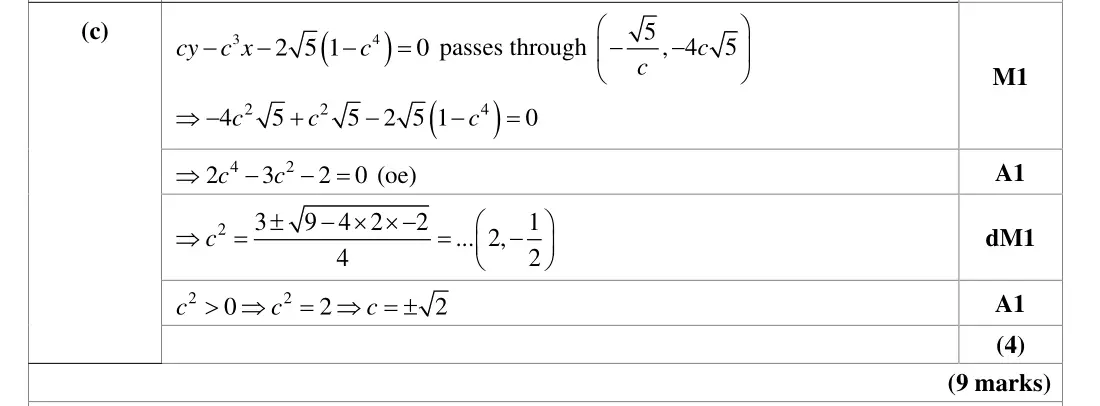 (c)
cy − c³x − 2√5(1 − c⁴) = 0 passes through (−√5/c, −4c√5)
M1
⇒ −4c²√5 + c²√5 − 2√5(1 − c⁴) = 0
⇒ 2c⁴ − 3c² − 2 = 0 (oe) A1
⇒ c² = (3 ± √(9 − 4 × 2 × −2))/4 = ...(2, −1/2) dM1
c² > 0 ⇒ c² = 2 ⇒ c = ±√2 A1
(4)
(9 marks)